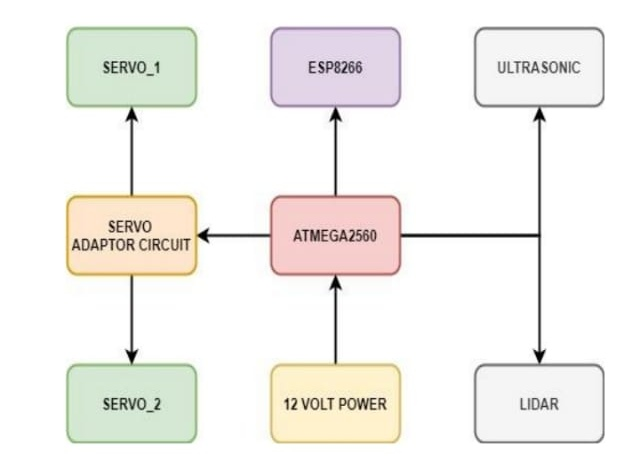 SERVO_1
ESP8266
ULTRASONIC
SERVO
ADAPTOR CIRCUIT
ATMEGA2560
SERVO_2
12 VOLT POWER
LIDAR